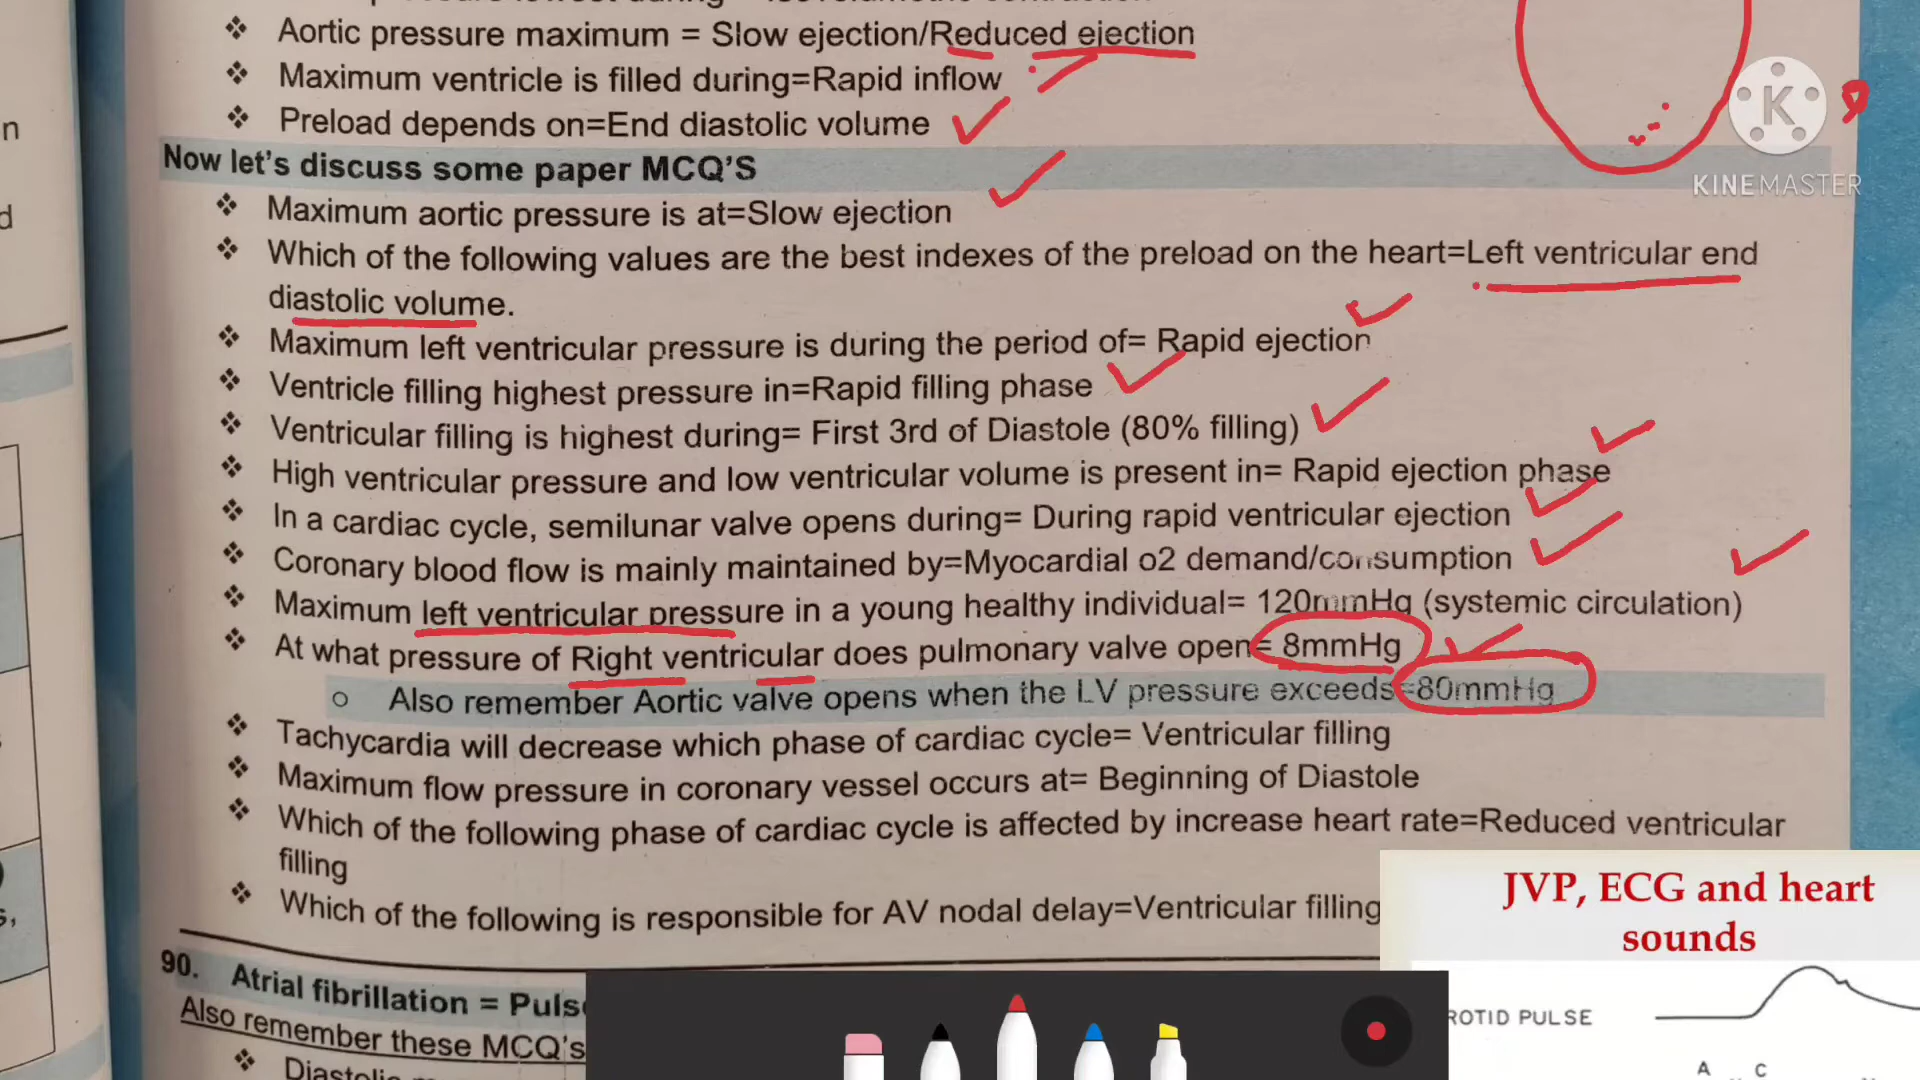 ❖ Aortic pressure maximum = Slow ejection/Reduced ejection
❖ Maximum ventricle is filled during=Rapid inflow
❖ Preload depends on=End diastolic volume
Now let's discuss some paper MCQ'S
❖ Maximum aortic pressure is at=Slow ejection
❖ Which of the following values are the best indexes of the preload on the heart=Left ventricular end
diastolic volume.
❖ Maximum left ventricular pressure is during the period of= Rapid ejection
❖ Ventricle filling highest pressure in=Rapid filling phase
❖ Ventricular filling is highest during= First 3rd of Diastole (80% filling)
❖ High ventricular pressure and low ventricular volume is present in= Rapid ejection phase
❖ In a cardiac cycle, semilunar valve opens during= During rapid ventricular ejection
❖ Coronary blood flow is mainly maintained by=Myocardial o2 demand/consumption
❖ Maximum left ventricular pressure in a young healthy individual= 120mmHg (systemic circulation)
❖ At what pressure of Right ventricular does pulmonary valve open= 8mmHg
o Also remember Aortic valve opens when the LV pressure exceeds=80mmHg
❖ Tachycardia will decrease which phase of cardiac cycle= Ventricular filling
❖ Maximum flow pressure in coronary vessel occurs at= Beginning of Diastole
❖ Which of the following phase of cardiac cycle is affected by increase heart rate=Reduced ventricular
filling
❖ Which of the following is responsible for AV nodal delay=Ventricular filling
90. Atrial fibrillation =
Also remember these MCQ's
K
KINEMASTER
JVP, ECG and heart
sounds
ROTID PULSE
A C